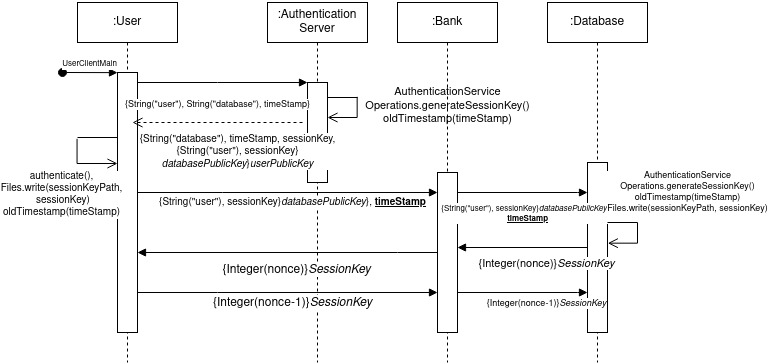 :User
:Authentication
Server
:Bank
:Database
UserClientMain
{String("user"), String("database"), timeStamp}
AuthenticationService
Operations.generateSessionKey()
oldTimestamp(timeStamp)
{String("database"), timeStamp, sessionKey,
{String("user"), sessionKey}
databasePublicKey}userPublicKey
authenticate(),
Files.write(sessionKeyPath,
sessionKey)
oldTimestamp(timeStamp)
{String("user"), sessionKey}databasePublicKey}, timeStamp
{String("user"), sessionKey}databasePublicKey
timeStamp
AuthenticationService
Operations.generateSessionKey()
oldTimestamp(timeStamp)
Files.write(sessionKeyPath, sessionKey)
{Integer(nonce)}SessionKey
{Integer(nonce)}SessionKey
{Integer(nonce-1)}SessionKey
{Integer(nonce-1)}SessionKey